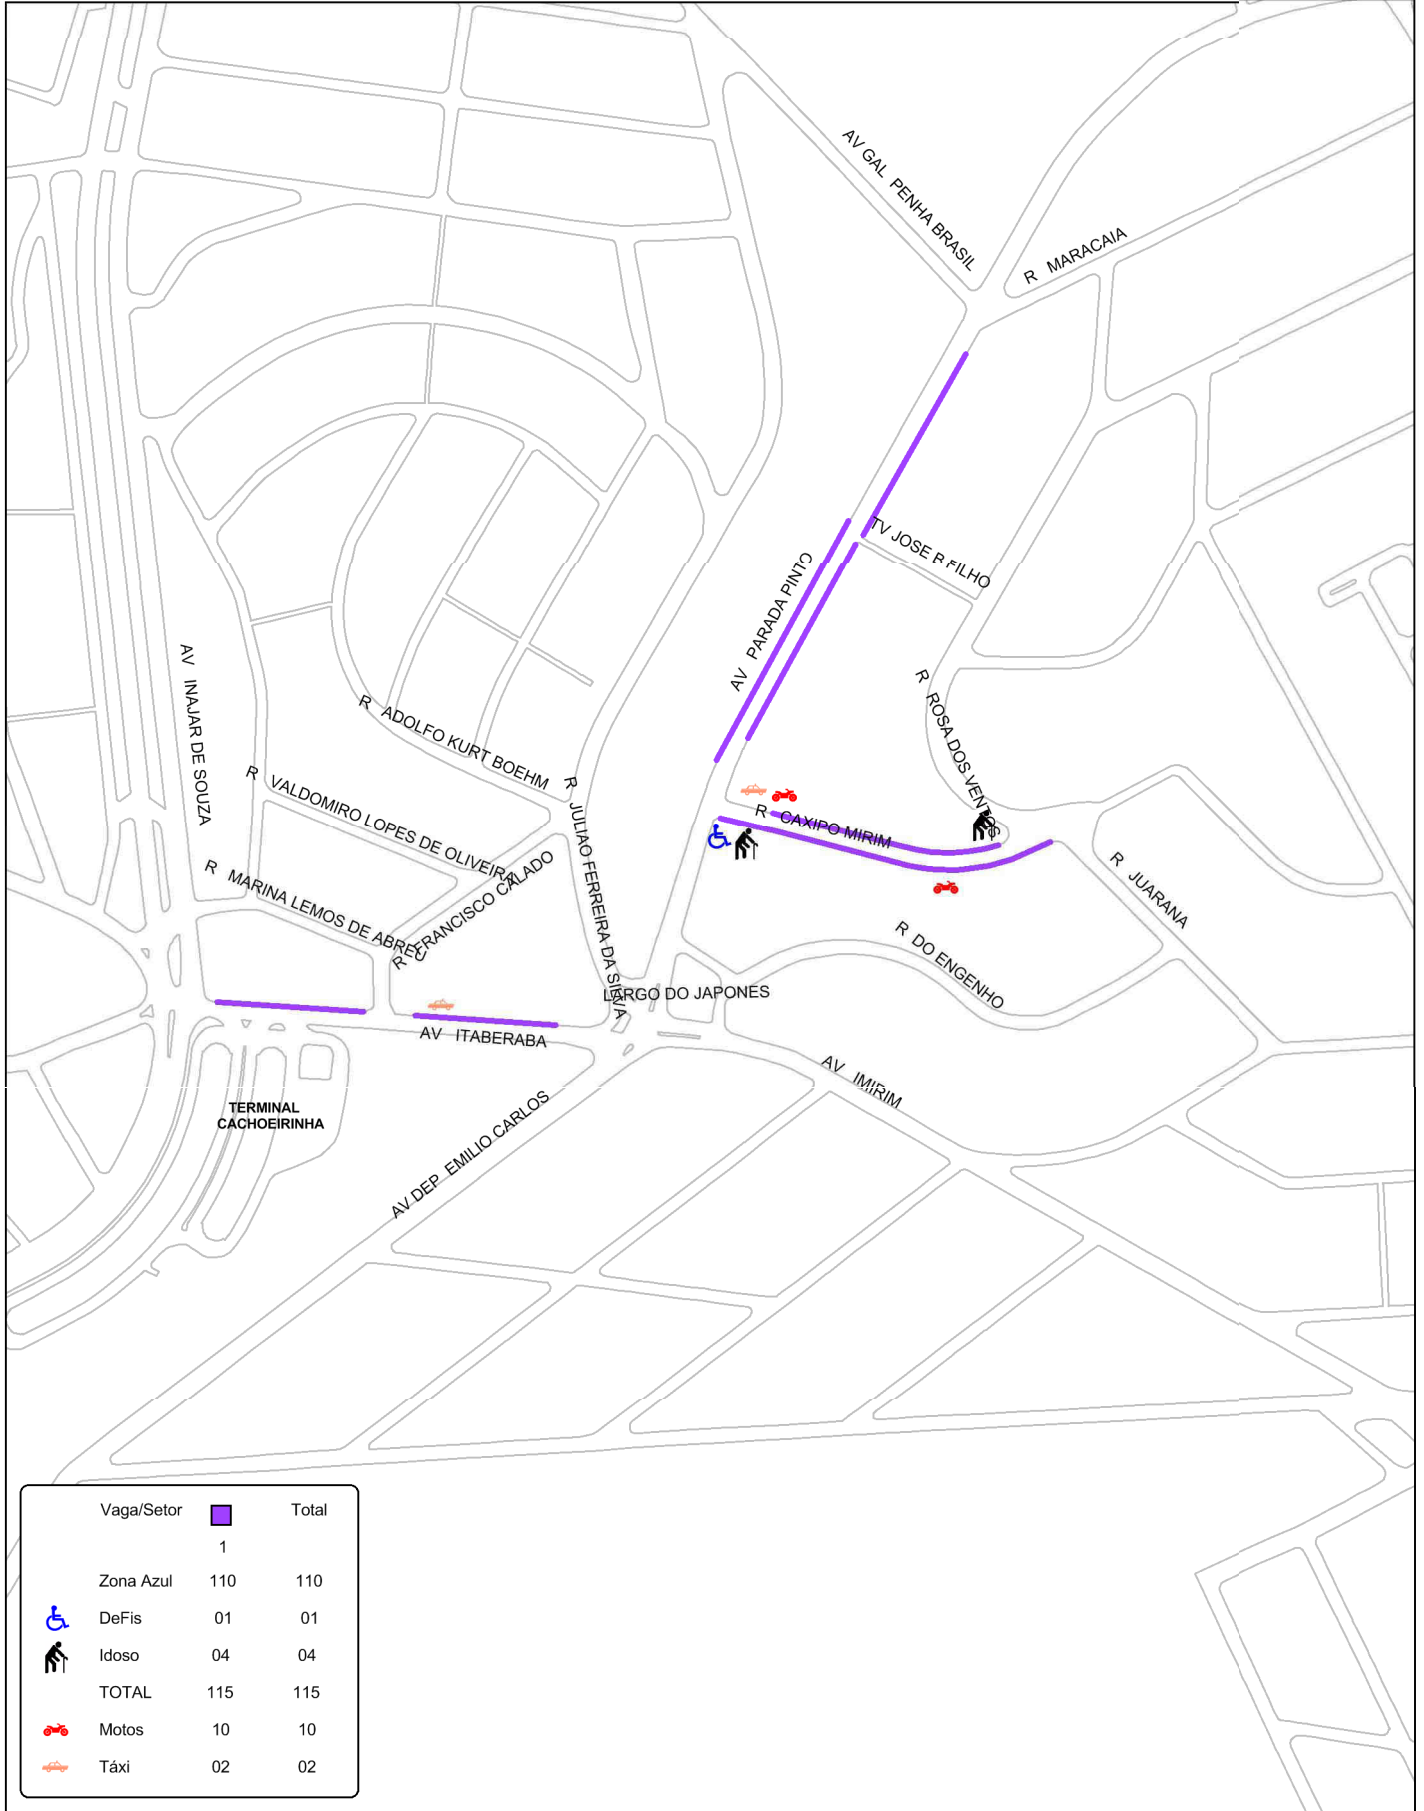 AV GAL PENHA BRASIL
R MARACAIA
TV JOSE B FILHO
AV PARADA PINTO
R ROSA DOS VENTOS
AV INAJAR DE SOUZA
R ADOLFO KURT BOEHM
R VALDOMIRO LOPES DE OLIVEIRA
R JULIAO FERREIRA DA SILVA
R CAXIPO MIRIM
R MARINA LEMOS DE ABREU
R FRANCISCO CALADO
R JUARANA
R DO ENGENHO
LARGO DO JAPONES
AV ITABERABA
AV IMIRIM
TERMINAL
CACHOEIRINHA
AV DEP EMILIO CARLOS
Vaga/Setor Total
1
Zona Azul 110 110
DeFis 01 01
Idoso 04 04
TOTAL 115 115
Motos 10 10
Táxi 02 02